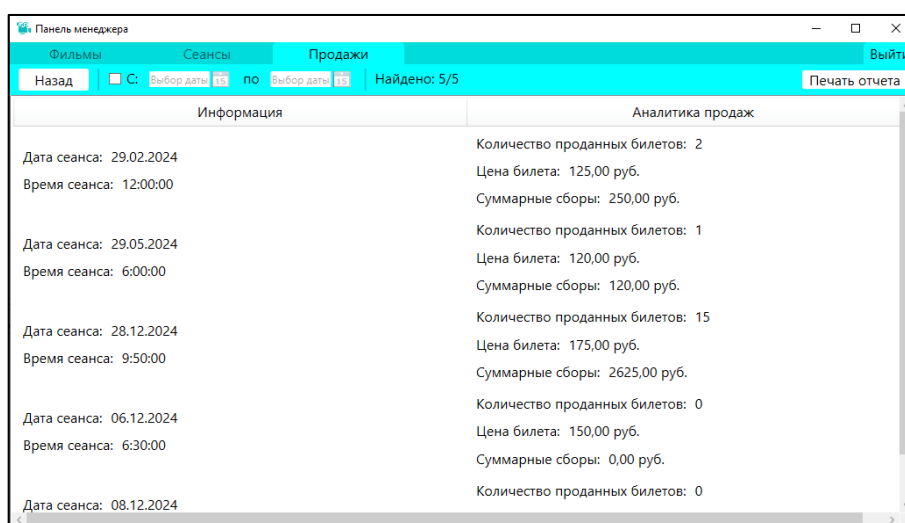 Панель менеджера
Фильмы Сеансы Продажи Выйти
Назад С: Выбор даты 15 по Выбор даты 15 Найдено: 5/5 Печать отчета
Информация Аналитика продаж
Количество проданных билетов: 2
Дата сеанса: 29.02.2024
Цена билета: 125,00 руб.
Время сеанса: 12:00:00
Суммарные сборы: 250,00 руб.
Количество проданных билетов: 1
Дата сеанса: 29.05.2024
Цена билета: 120,00 руб.
Время сеанса: 6:00:00
Суммарные сборы: 120,00 руб.
Количество проданных билетов: 15
Дата сеанса: 28.12.2024
Цена билета: 175,00 руб.
Время сеанса: 9:50:00
Суммарные сборы: 2625,00 руб.
Количество проданных билетов: 0
Дата сеанса: 06.12.2024
Цена билета: 150,00 руб.
Время сеанса: 6:30:00
Суммарные сборы: 0,00 руб.
Количество проданных билетов: 0
Дата сеанса: 08.12.2024